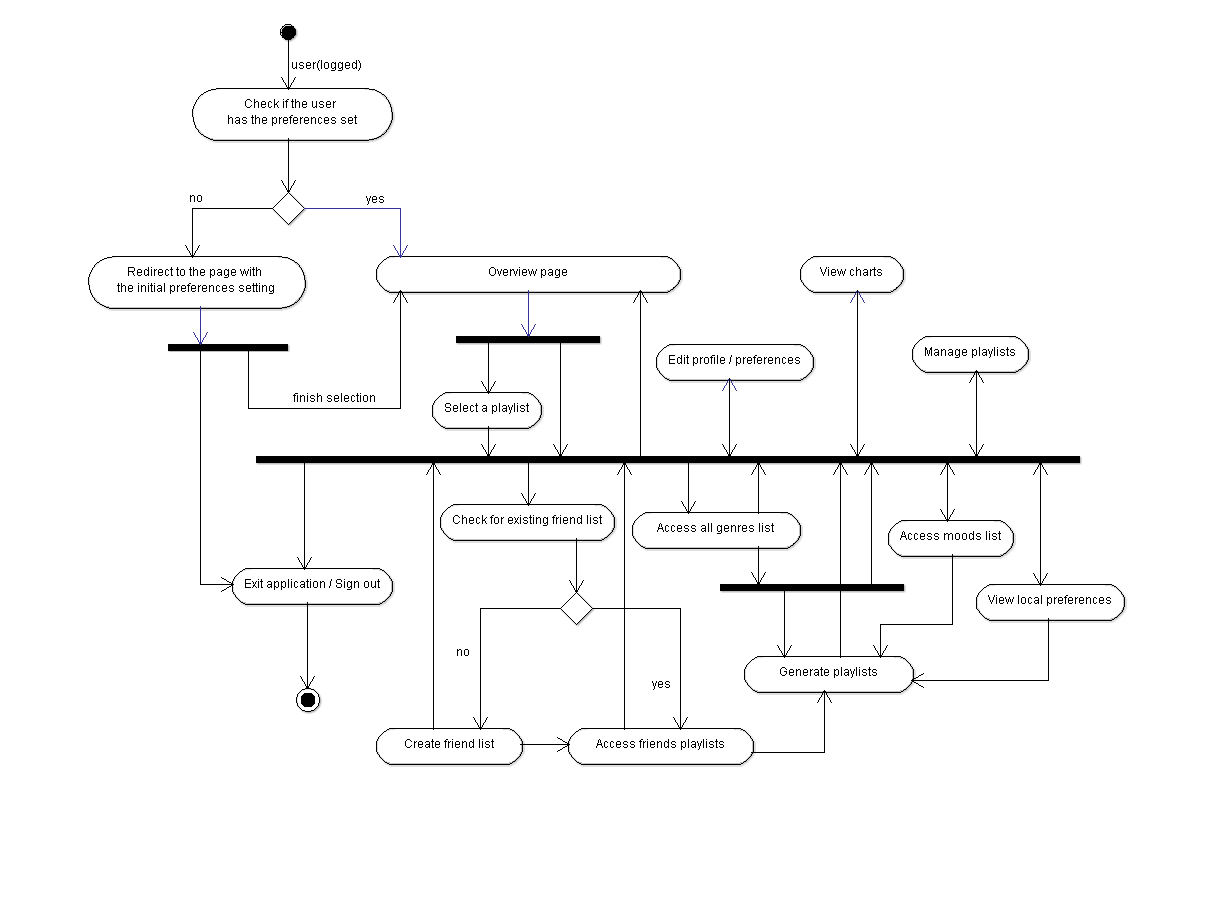 user(logged)
Check if the user
has the preferences set
no
yes
Redirect to the page with
the initial preferences setting
Overview page
View charts
Manage playlists
Edit profile / preferences
finish selection
Select a playlist
Check for existing friend list
Access all genres list
Access moods list
Exit application / Sign out
View local preferences
no
yes
Generate playlists
Create friend list
Access friends playlists